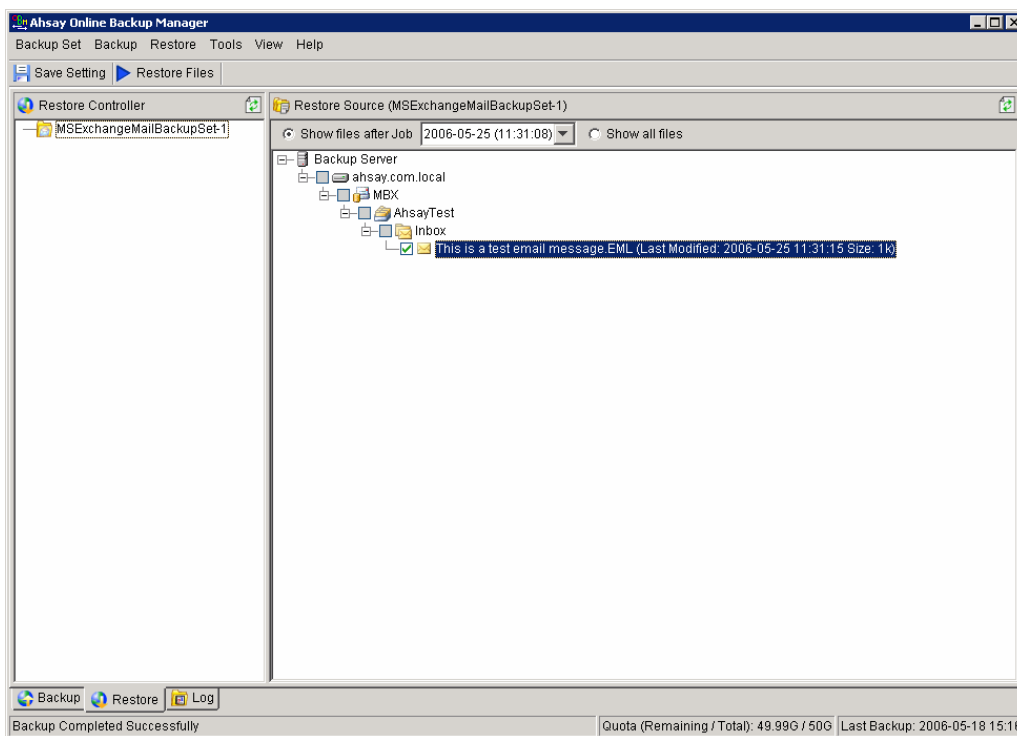 Ahsay Online Backup Manager
Backup Set Backup Restore Tools View Help
Save Setting Restore Files
Restore Controller
MSExchangeMailBackupSet-1
Restore Source (MSExchangeMailBackupSet-1)
Show files after Job 2006-05-25 (11:31:08) Show all files
Backup Server
ahsay.com.local
MBX
AhsayTest
Inbox
This is a test email message.EML (Last Modified: 2006-05-25 11:31:15 Size: 1k)
Backup Restore Log
Backup Completed Successfully
Quota (Remaining / Total): 49.99G / 50G
Last Backup: 2006-05-18 15:16